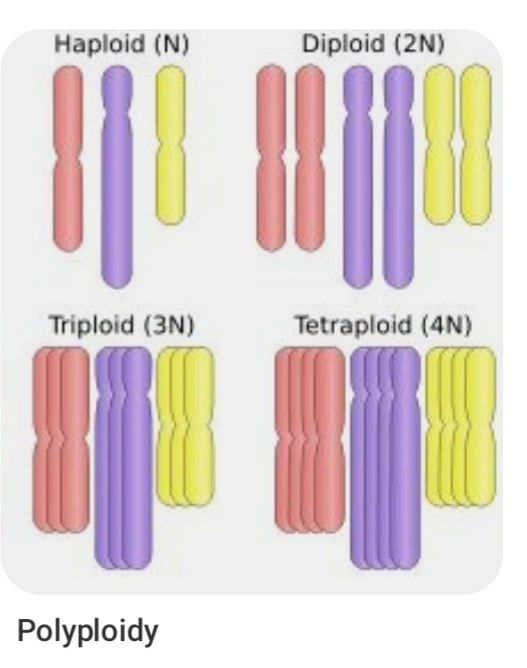 Haploid (N)
Diploid (2N)
Triploid (3N)
Tetraploid (4N)
Polyploidy